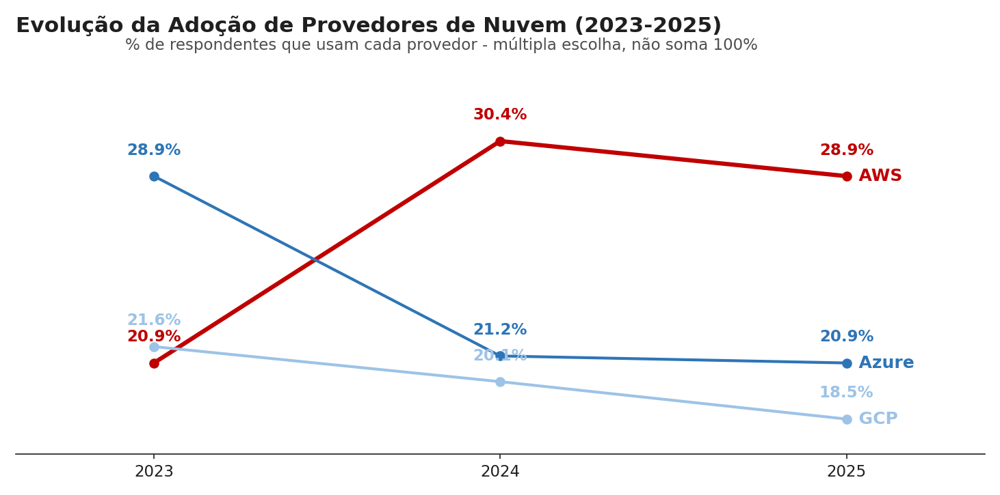 Evolução da Adoção de Provedores de Nuvem (2023-2025)
% de respondentes que usam cada provedor - múltipla escolha, não soma 100%
30.4%
28.9%
28.9%
AWS
21.6%
20.9%
21.2%
20.1%
20.9%
Azure
18.5%
GCP
2023
2024
2025